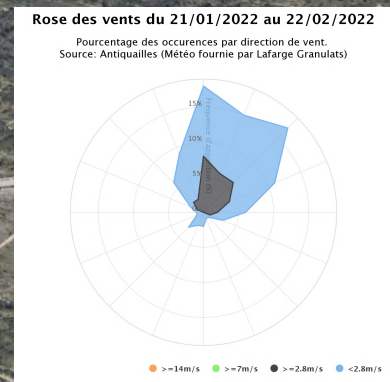 Rose des vents du 21/01/2022 au 22/02/2022
Pourcentage des occurences par direction de vent.
Source: Antiquailles (Météo fournie par Lafarge Granulats)
15%
10%
5%
>=14m/s
>=7m/s
>=2.8m/s
<2.8m/s